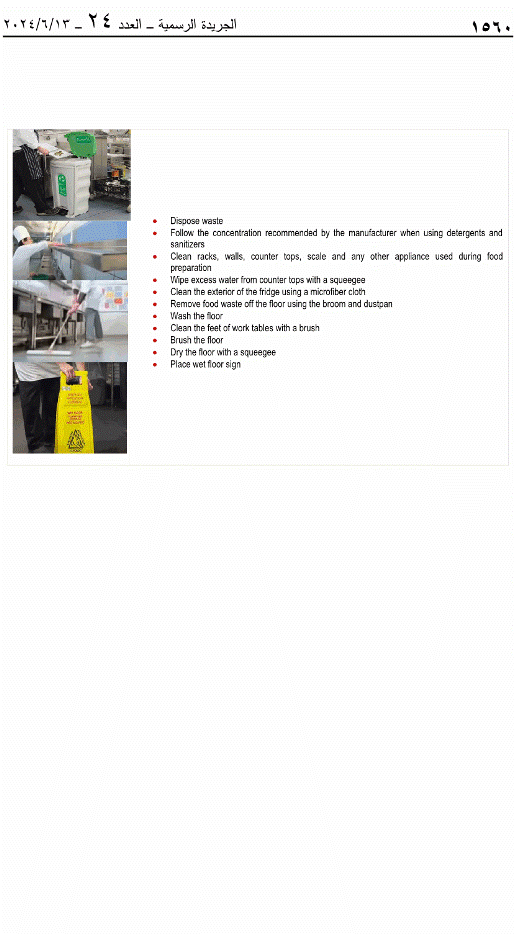 ١٥٦٠
الجريدة الرسمية – العدد ٢٤ – ٢٠٢٤/٦/١٣
• Dispose waste
• Follow the concentration recommended by the manufacturer when using detergents and
sanitizers
• Clean racks, walls, counter tops, scale and any other appliance used during food
preparation
• Wipe excess water from counter tops with a squeegee
• Clean the exterior of the fridge using a microfiber cloth
• Remove food waste off the floor using the broom and dustpan
• Wash the floor
• Clean the feet of work tables with a brush
• Brush the floor
• Dry the floor with a squeegee
• Place wet floor sign